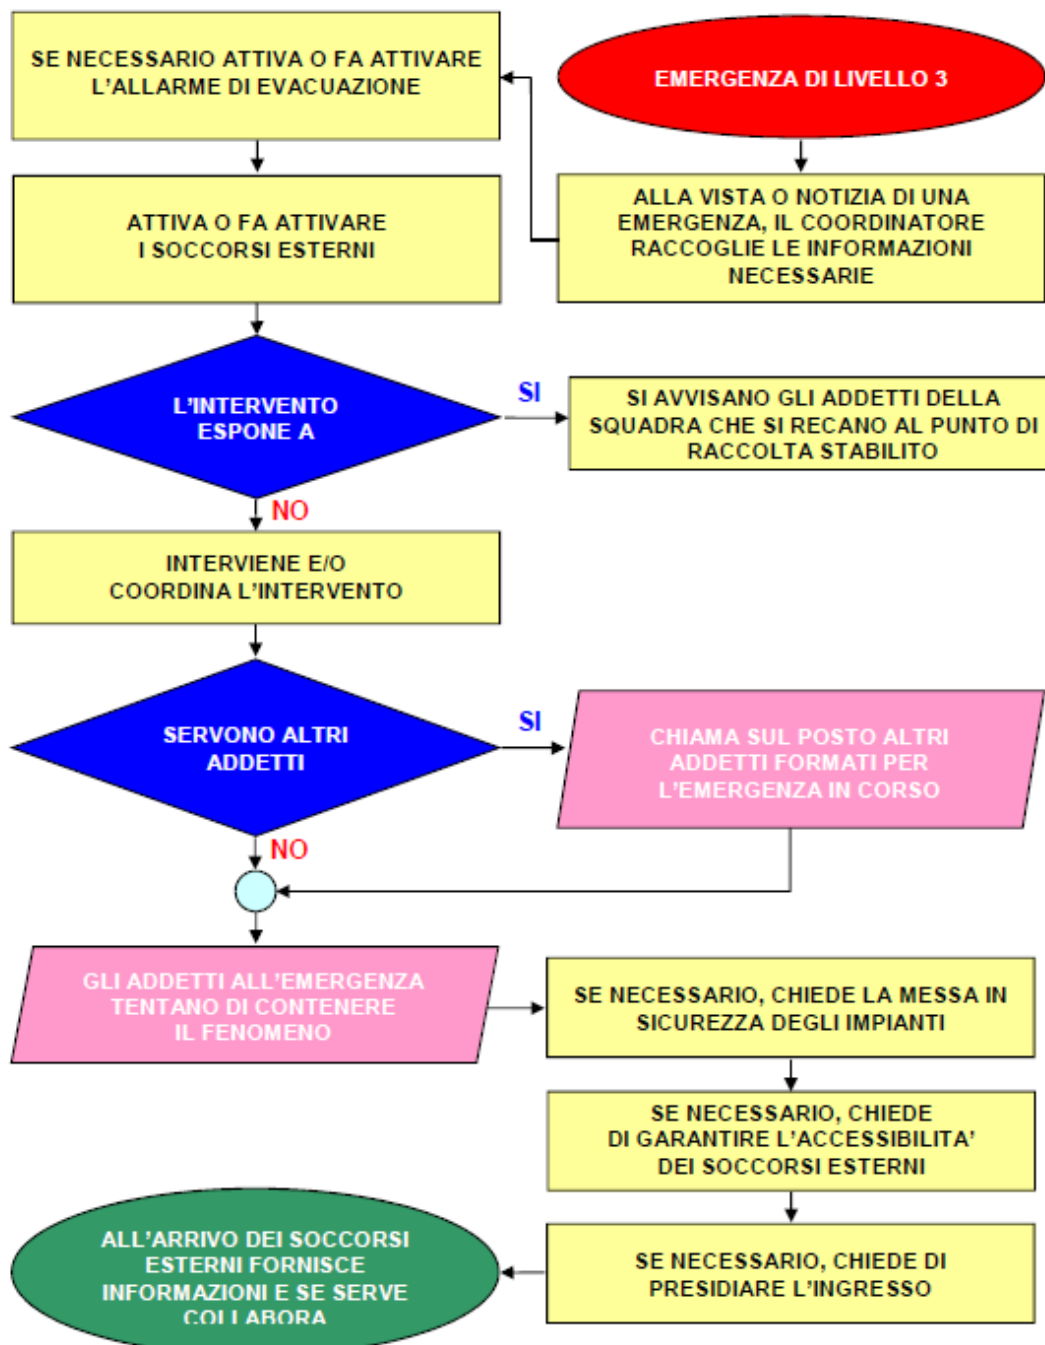 EMERGENZA DI LIVELLO 3
ALLA VISTA O NOTIZIA DI UNA
EMERGENZA, IL COORDINATORE
RACCOGLIE LE INFORMAZIONI
NECESSARIE
SE NECESSARIO ATTIVA O FA ATTIVARE
L'ALLARME DI EVACUAZIONE
ATTIVA O FA ATTIVARE
I SOCCORSI ESTERNI
L'INTERVENTO
ESPONE A
SI
SI AVVISANO GLI ADDETTI DELLA
SQUADRA CHE SI RECANO AL PUNTO DI
RACCOLTA STABILITO
NO
INTERVIENE E/O
COORDINA L'INTERVENTO
SERVONO ALTRI
ADDETTI
SI
CHIAMA SUL POSTO ALTRI
ADDETTI FORMATI PER
L'EMERGENZA IN CORSO
NO
GLI ADDETTI ALL'EMERGENZA
TENTANO DI CONTENERE
IL FENOMENO
SE NECESSARIO, CHIEDE LA MESSA IN
SICUREZZA DEGLI IMPIANTI
SE NECESSARIO, CHIEDE
DI GARANTIRE L'ACCESSIBILITA'
DEI SOCCORSI ESTERNI
SE NECESSARIO, CHIEDE DI
PRESIDIARE L'INGRESSO
ALL'ARRIVO DEI SOCCORSI
ESTERNI FORNISCE
INFORMAZIONI E SE SERVE
COLLABORA